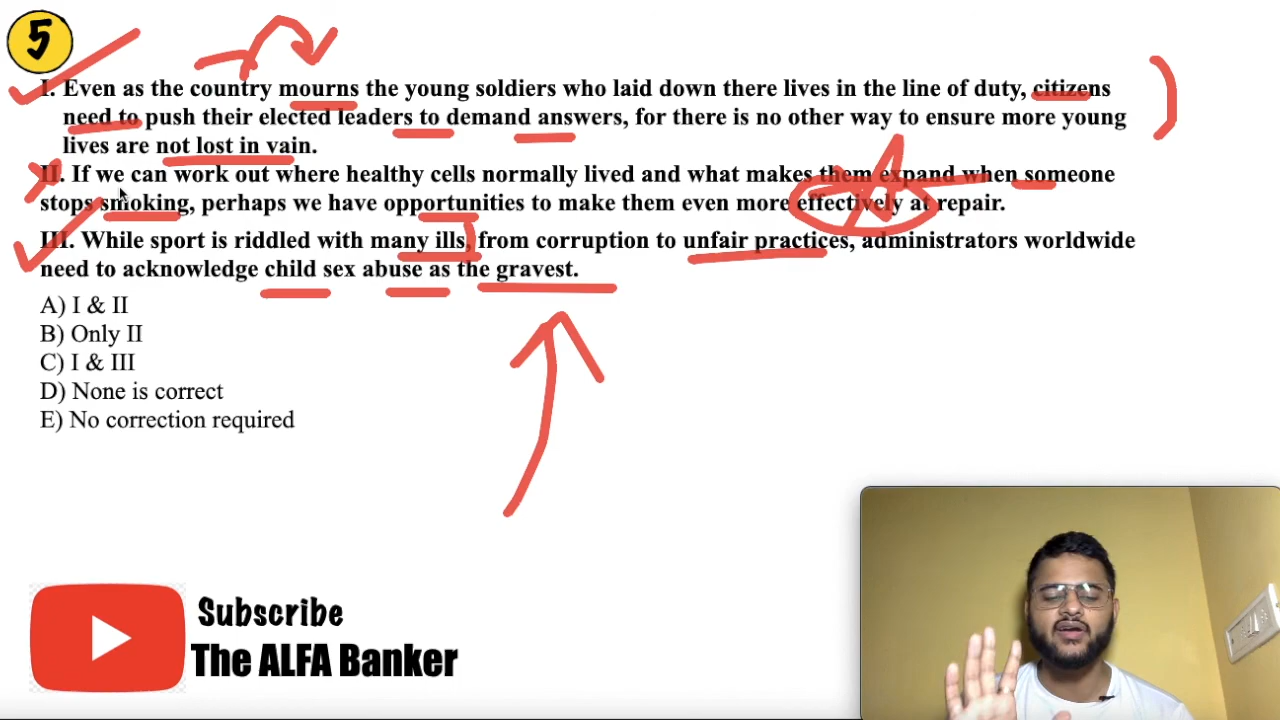 5
I. Even as the country mourns the young soldiers who laid down there lives in the line of duty, citizens
need to push their elected leaders to demand answers, for there is no other way to ensure more young
lives are not lost in vain.
II. If we can work out where healthy cells normally lived and what makes them expand when someone
stops smoking, perhaps we have opportunities to make them even more effectively at repair.
III. While sport is riddled with many ills, from corruption to unfair practices, administrators worldwide
need to acknowledge child sex abuse as the gravest.
A) I & II
B) Only II
C) I & III
D) None is correct
E) No correction required
Subscribe
The ALFA Banker